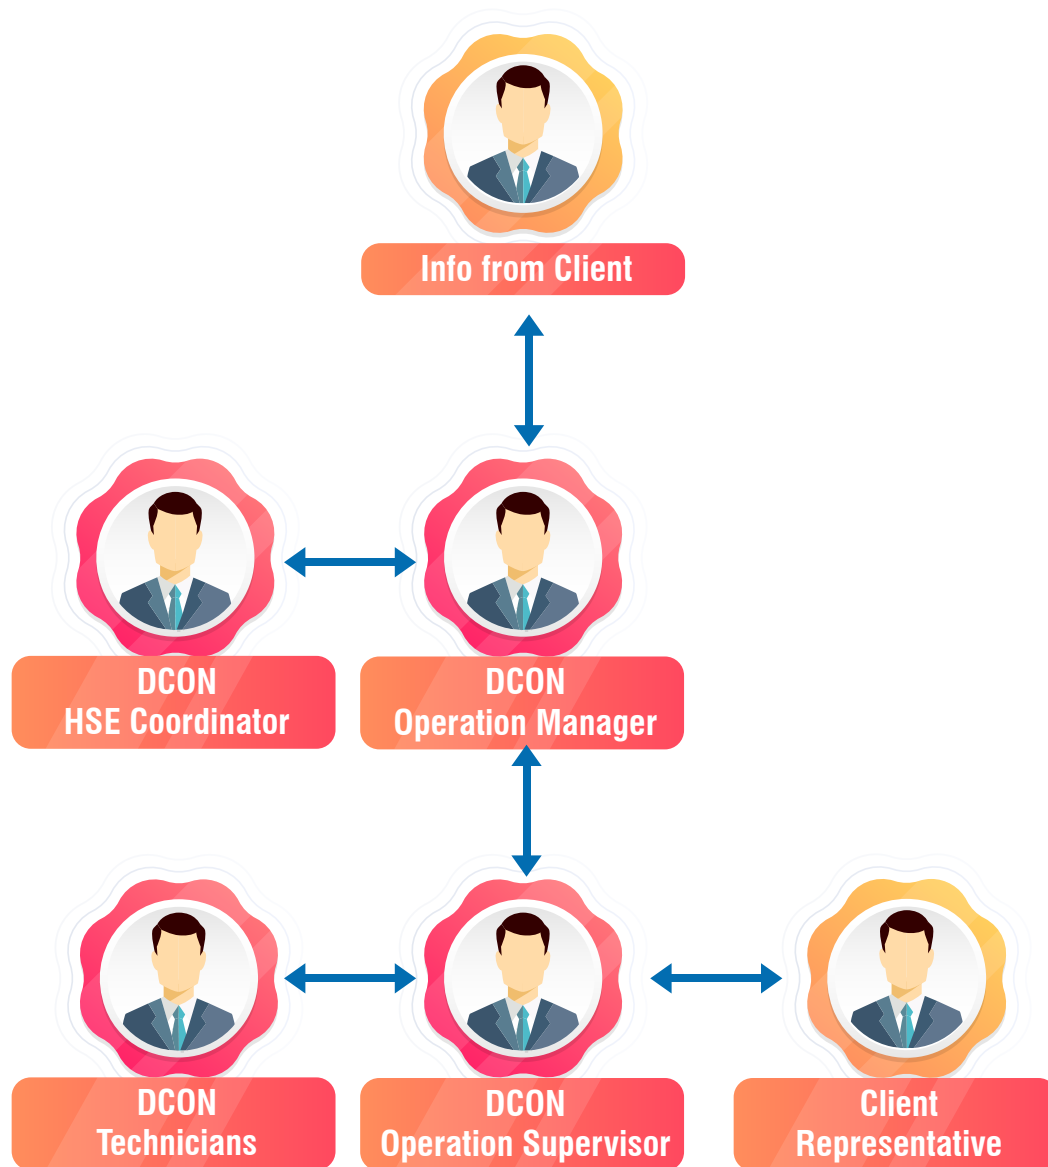 Info from Client
DCON
HSE Coordinator
DCON
Operation Manager
DCON
Technicians
DCON
Operation Supervisor
Client
Representative